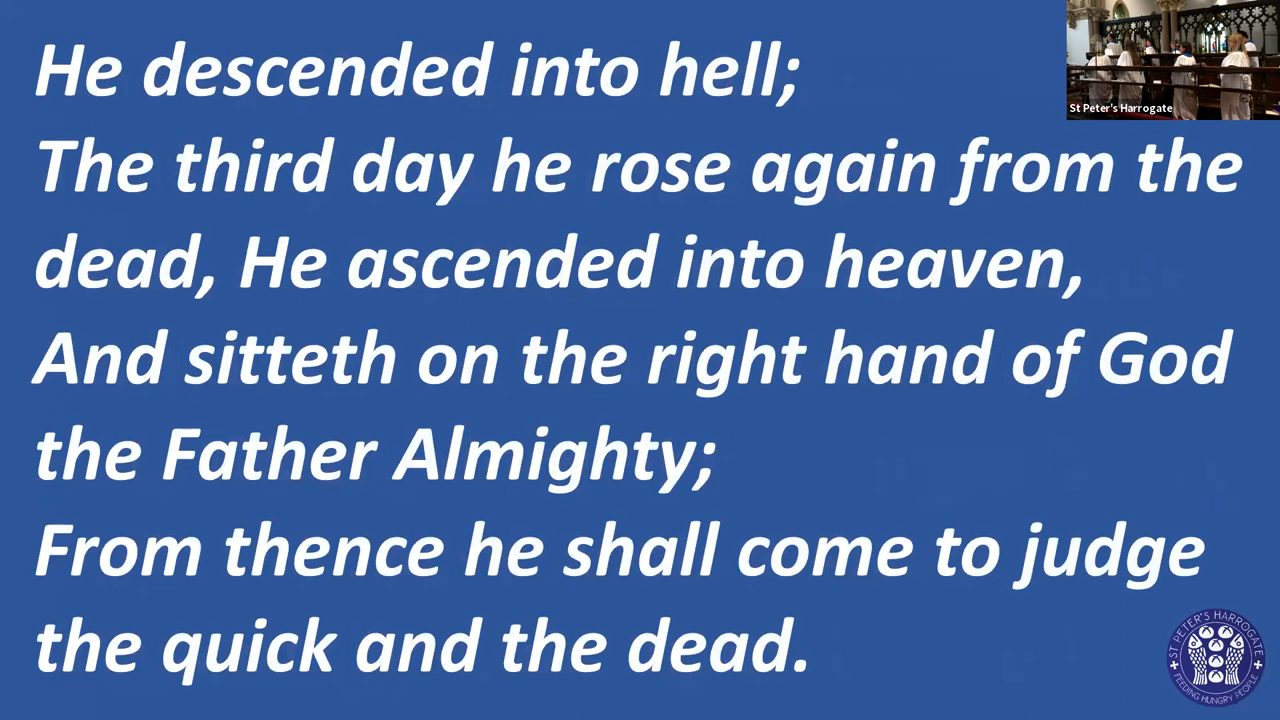 He descended into hell;
The third day he rose again from the
dead, He ascended into heaven,
And sitteth on the right hand of God
the Father Almighty;
From thence he shall come to judge
the quick and the dead.
St Peter's Harrogate
ST PETER'S HARROGATE
FEEDING HUNGRY PEOPLE